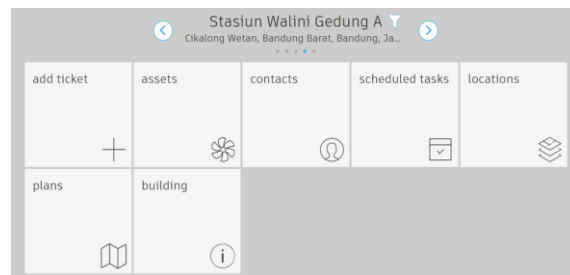 Stasiun Walini Gedung A
Cikalong Wetan, Bandung Barat, Bandung, Ja...
add ticket
assets
contacts
scheduled tasks
locations
plans
building